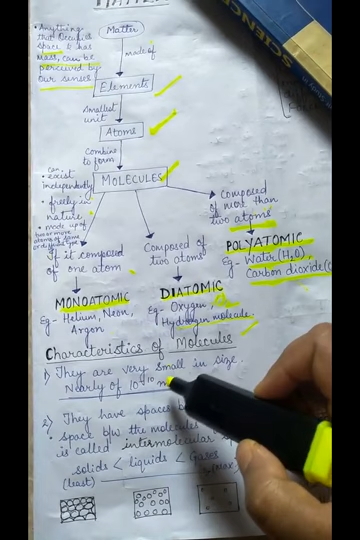 • Anything that Occupies space & has mass, can be perceived by our senses
Matter
made of
Elements
Smallest unit
Atoms
Combine to form
MOLECULES
• can exist independently
• freely in nature
• made up of two or more atoms of same or different type
If it composed of one atom
Composed of two atoms
Composed of more than two atoms
MONOATOMIC
Eg - Helium, Neon, Argon
DIATOMIC
Eg - Oxygen,
Hydrogen molecule
POLYATOMIC
Eg - Water (H₂O),
Carbon dioxide
Characteristics of Molecules
1) They are very small in size.
Nearly of 10⁻¹⁰ m
2) They have spaces
space b/w the molecules
is called intermolecular
solids < liquids < Gases
(least)
(max